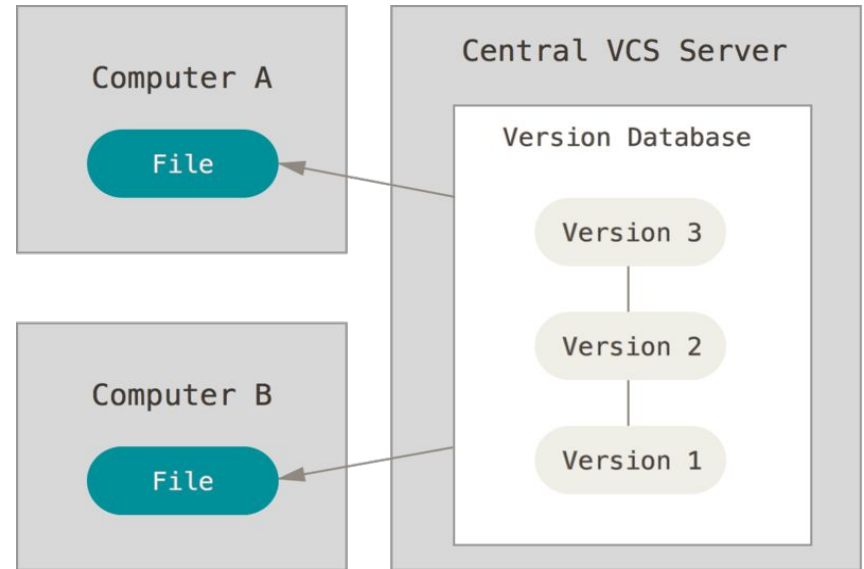 Computer A
File
Computer B
File
Central VCS Server
Version Database
Version 3
Version 2
Version 1